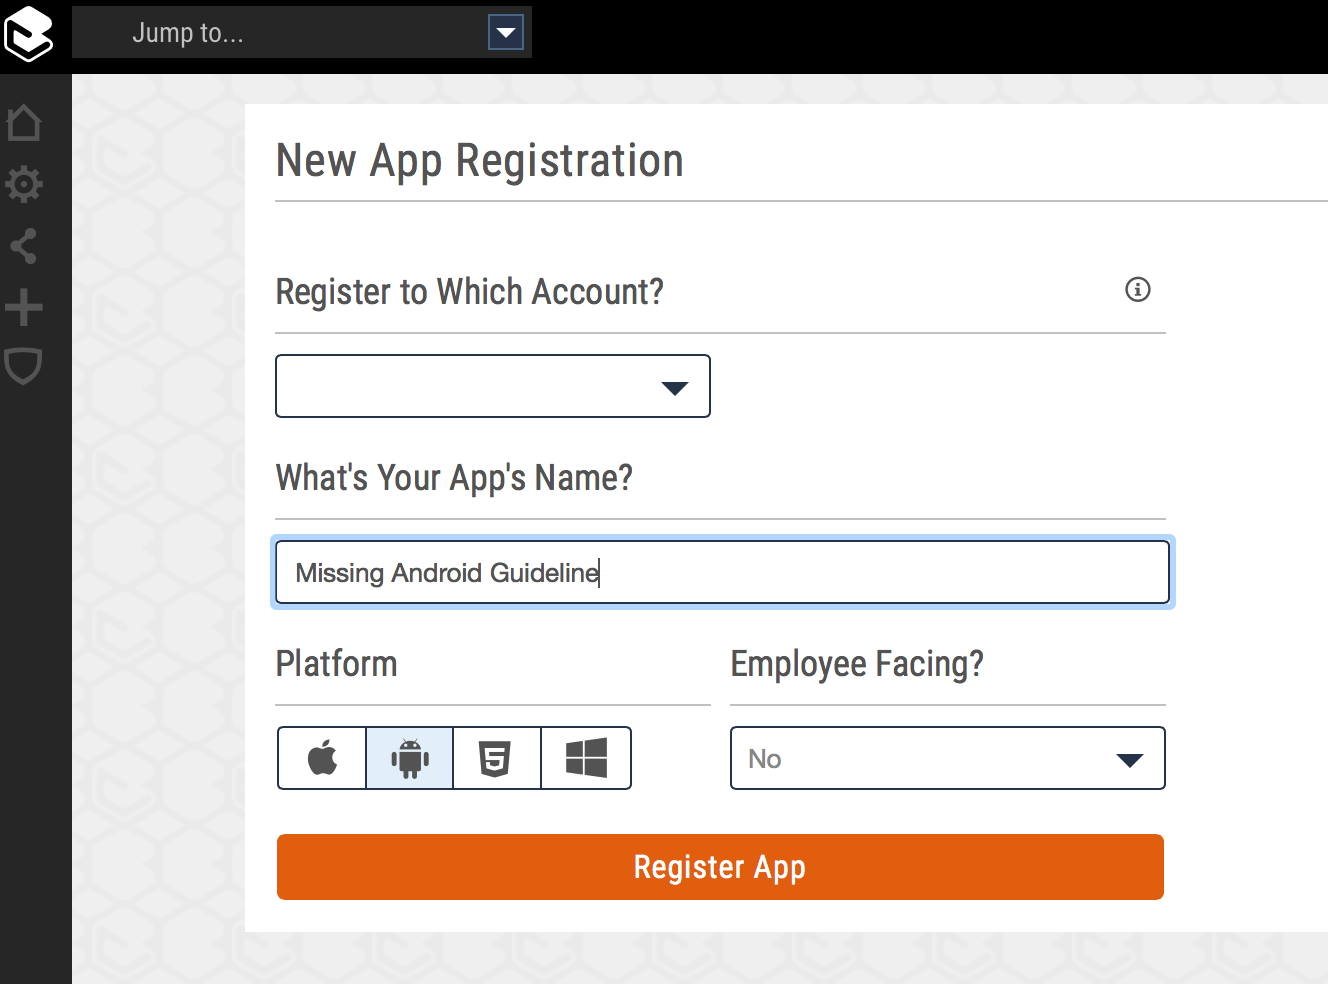 Jump to...
New App Registration
Register to Which Account?
What's Your App's Name?
Missing Android Guideline
Platform
Employee Facing?
No
Register App